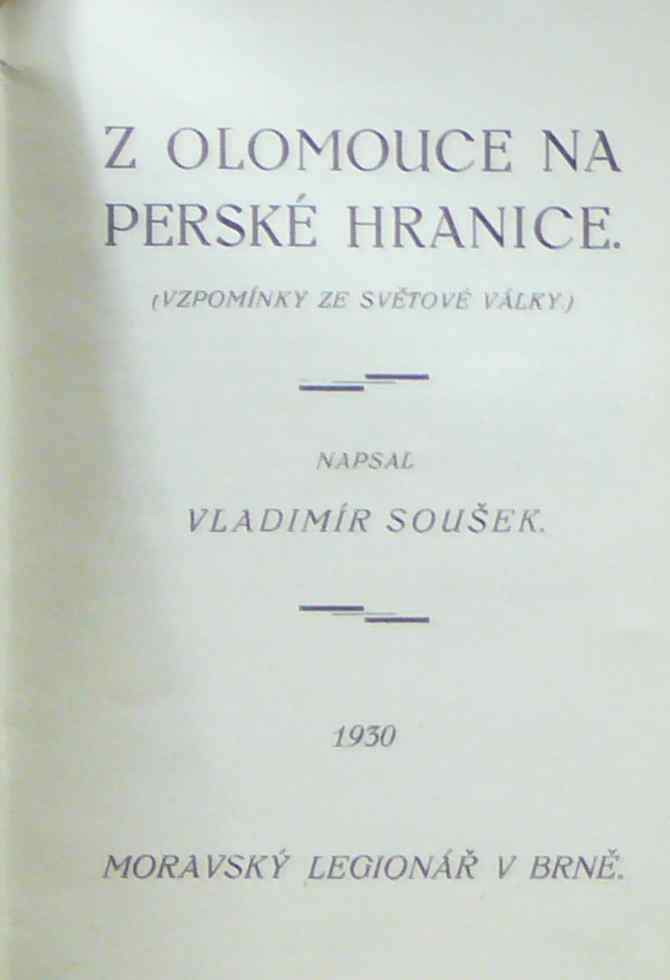 Z OLOMOUCE NA
PERSKÉ HRANICE.
(VZPOMÍNKY ZE SVĚTOVÉ VÁLKY.)
NAPSAL
VLADIMÍR SOUŠEK.
1930
MORAVSKÝ LEGIONÁŘ V BRNĚ.